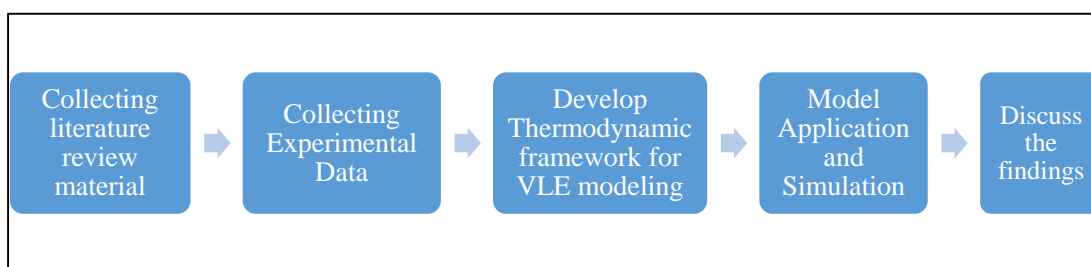 Collecting
literature
review
material
Collecting
Experimental
Data
Develop
Thermodynamic
framework for
VLE modeling
Model
Application
and
Simulation
Discuss
the
findings